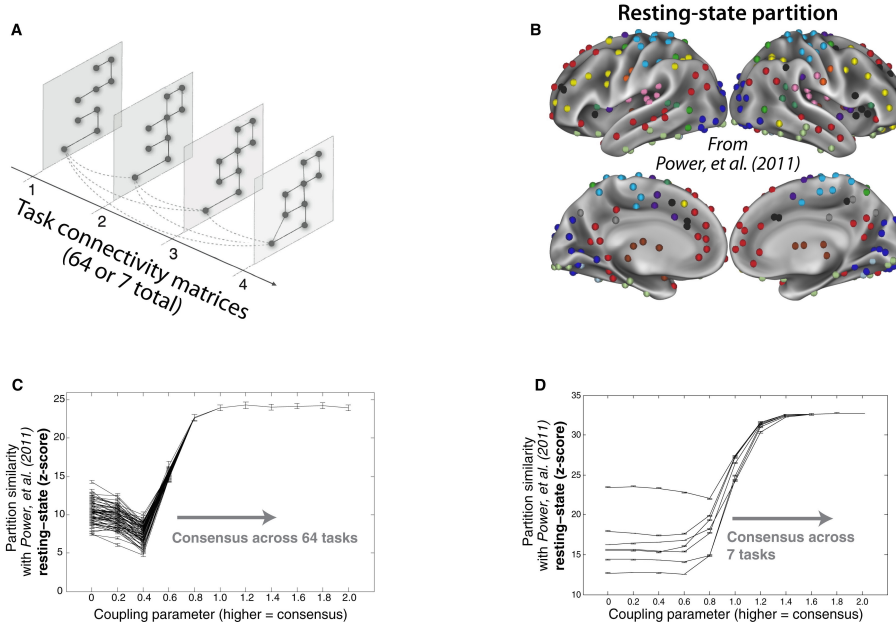 A
1
2
3
4
Task connectivity matrices
(64 or 7 total)
B
Resting-state partition
From
Power, et al. (2011)
C
Partition similarity
with Power, et al. (2011)
resting−state (z-score)
25
20
15
10
5
0
Consensus across 64 tasks
0
0.2
0.4
0.6
0.8
1.0
1.2
1.4
1.6
1.8
2.0
Coupling parameter (higher = consensus)
D
Partition similarity
with Power, et al. (2011)
resting−state (z-score)
35
30
25
20
15
10
Consensus across
7 tasks
0
0.2
0.4
0.6
0.8
1.0
1.2
1.4
1.6
1.8
2.0
Coupling parameter (higher = consensus)